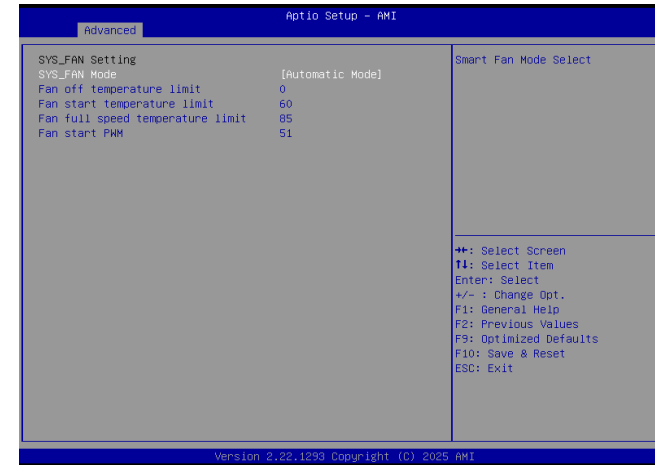 Aptio Setup - AMI
Advanced
SYS_FAN Setting
SYS_FAN Mode [Automatic Mode]
Fan off temperature limit 0
Fan start temperature limit 60
Fan full speed temperature limit 85
Fan start PWM 51
Smart Fan Mode Select
→←: Select Screen
↑↓: Select Item
Enter: Select
+/- : Change Opt.
F1: General Help
F2: Previous Values
F9: Optimized Defaults
F10: Save & Reset
ESC: Exit
Version 2.22.1293 Copyright (C) 2025 AMI